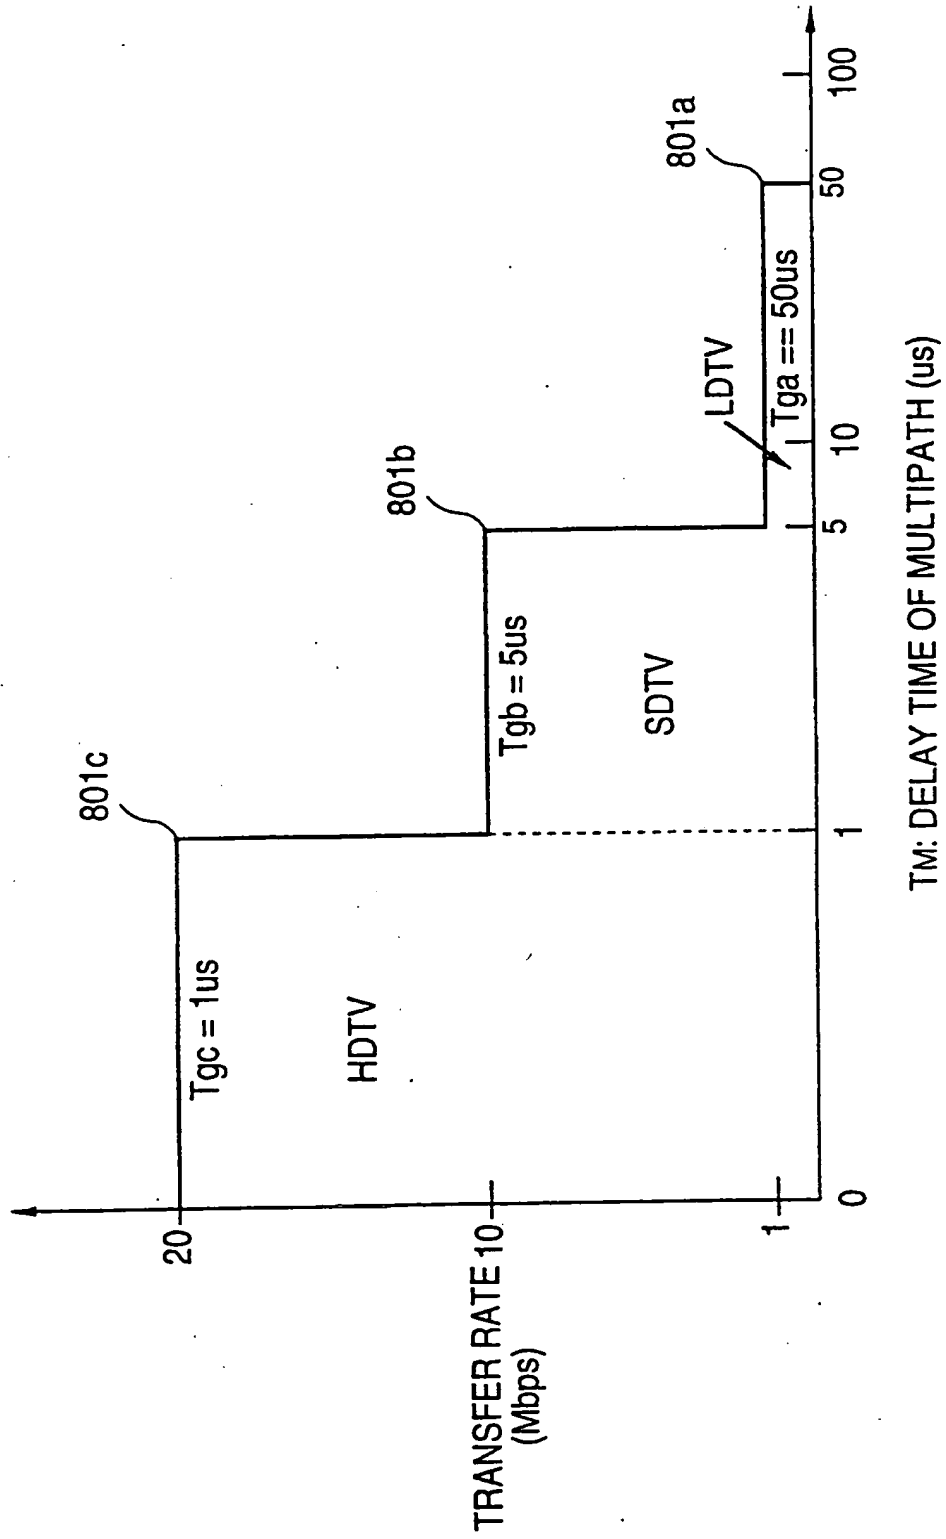 TRANSFER RATE
(Mbps)
20
10
1
0
1
5
10
50
100
801c
Tgc = 1us
HDTV
801b
Tgb = 5us
SDTV
801a
LDTV
Tga == 50us
TM: DELAY TIME OF MULTIPATH (us)